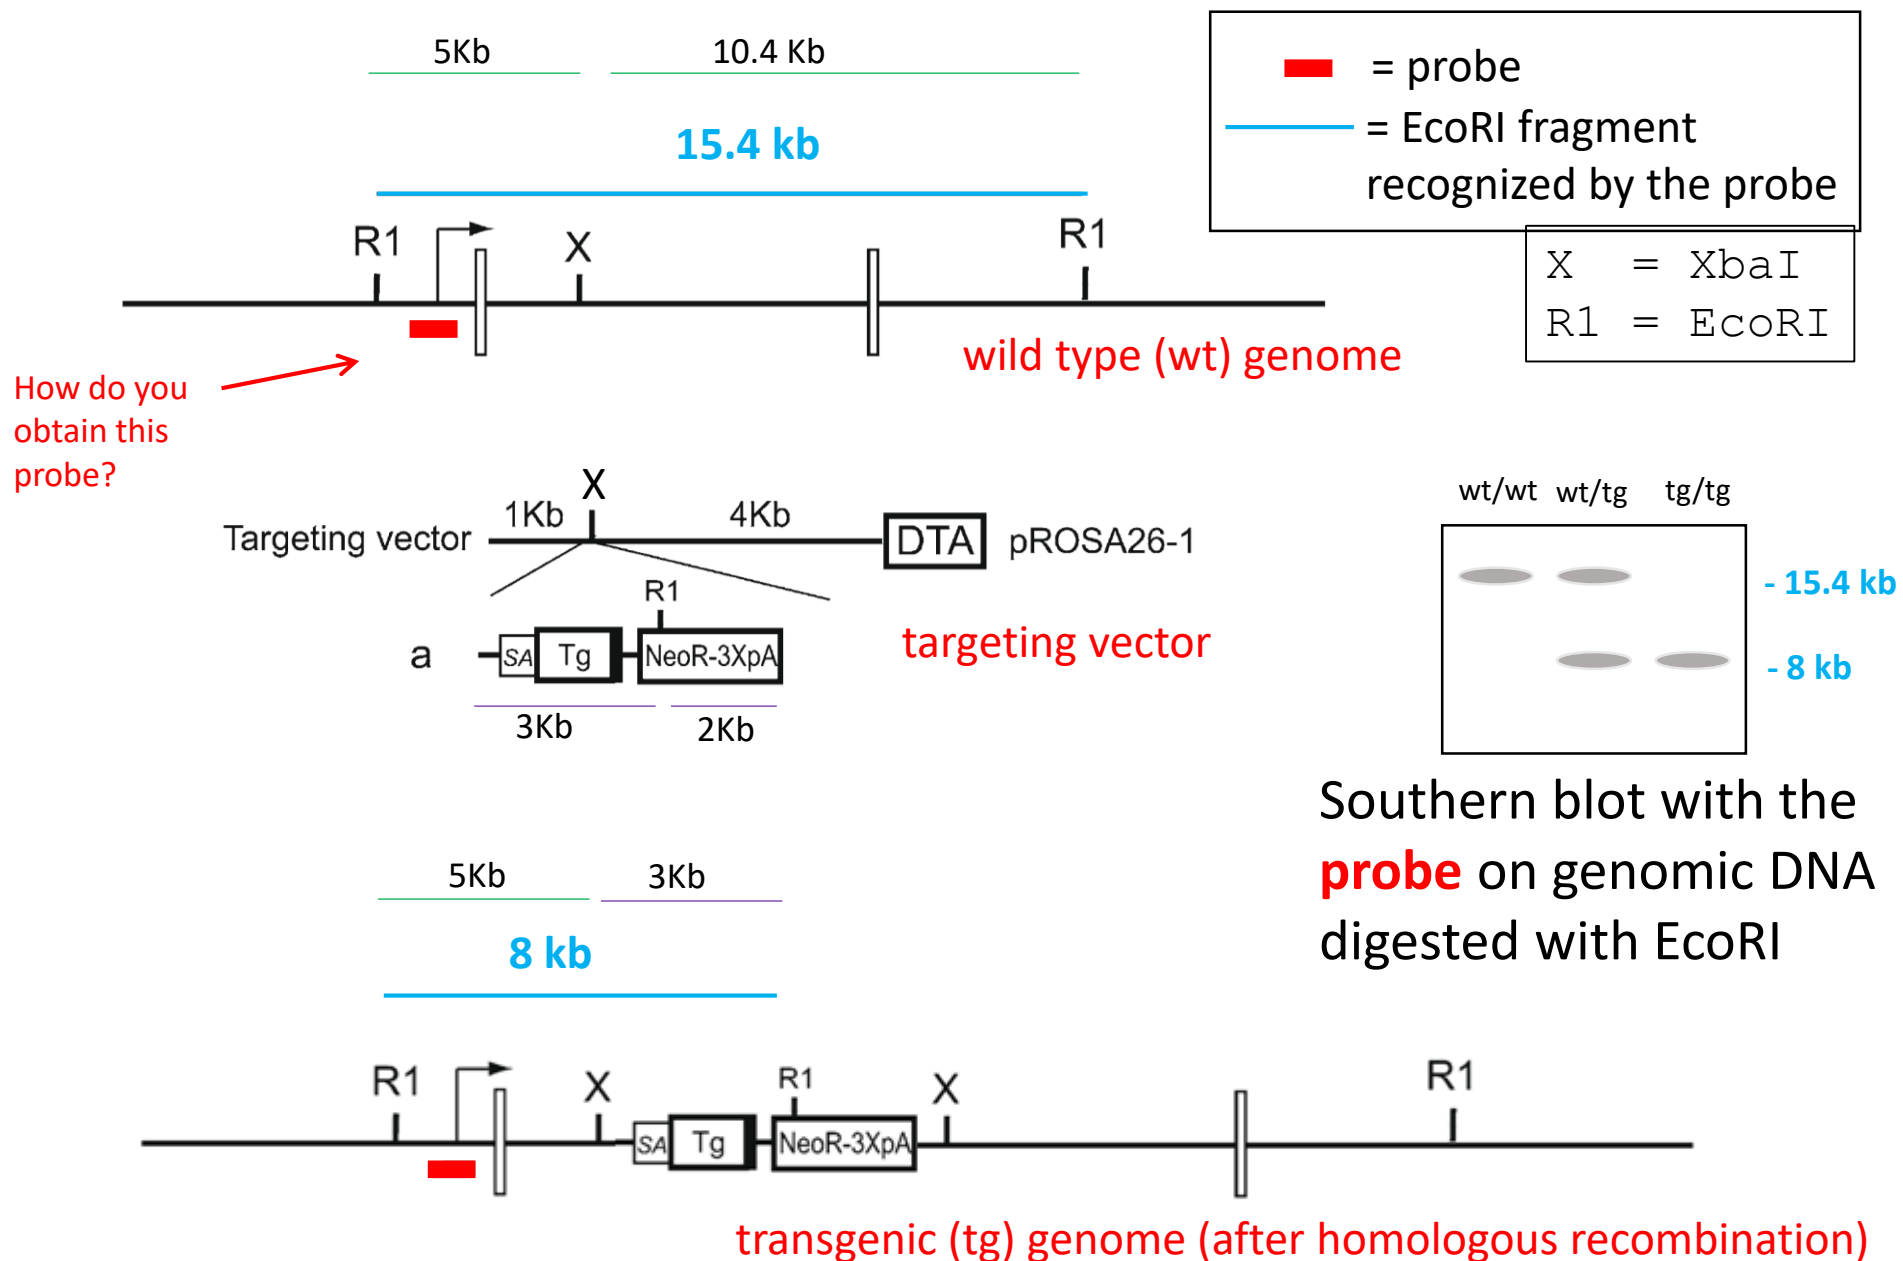 5Kb
10.4 Kb
15.4 kb
= probe
= EcoRI fragment
recognized by the probe
X = XbaI
R1 = EcoRI
R1
X
R1
wild type (wt) genome
How do you
obtain this
probe?
X
1Kb
4Kb
Targeting vector
DTA
pROSA26-1
R1
a
SA
Tg
NeoR-3XpA
3Kb
2Kb
targeting vector
wt/wt wt/tg tg/tg
- 15.4 kb
- 8 kb
Southern blot with the
probe on genomic DNA
digested with EcoRI
5Kb
3Kb
8 kb
R1
X
R1
X
R1
SA
Tg
NeoR-3XpA
transgenic (tg) genome (after homologous recombination)